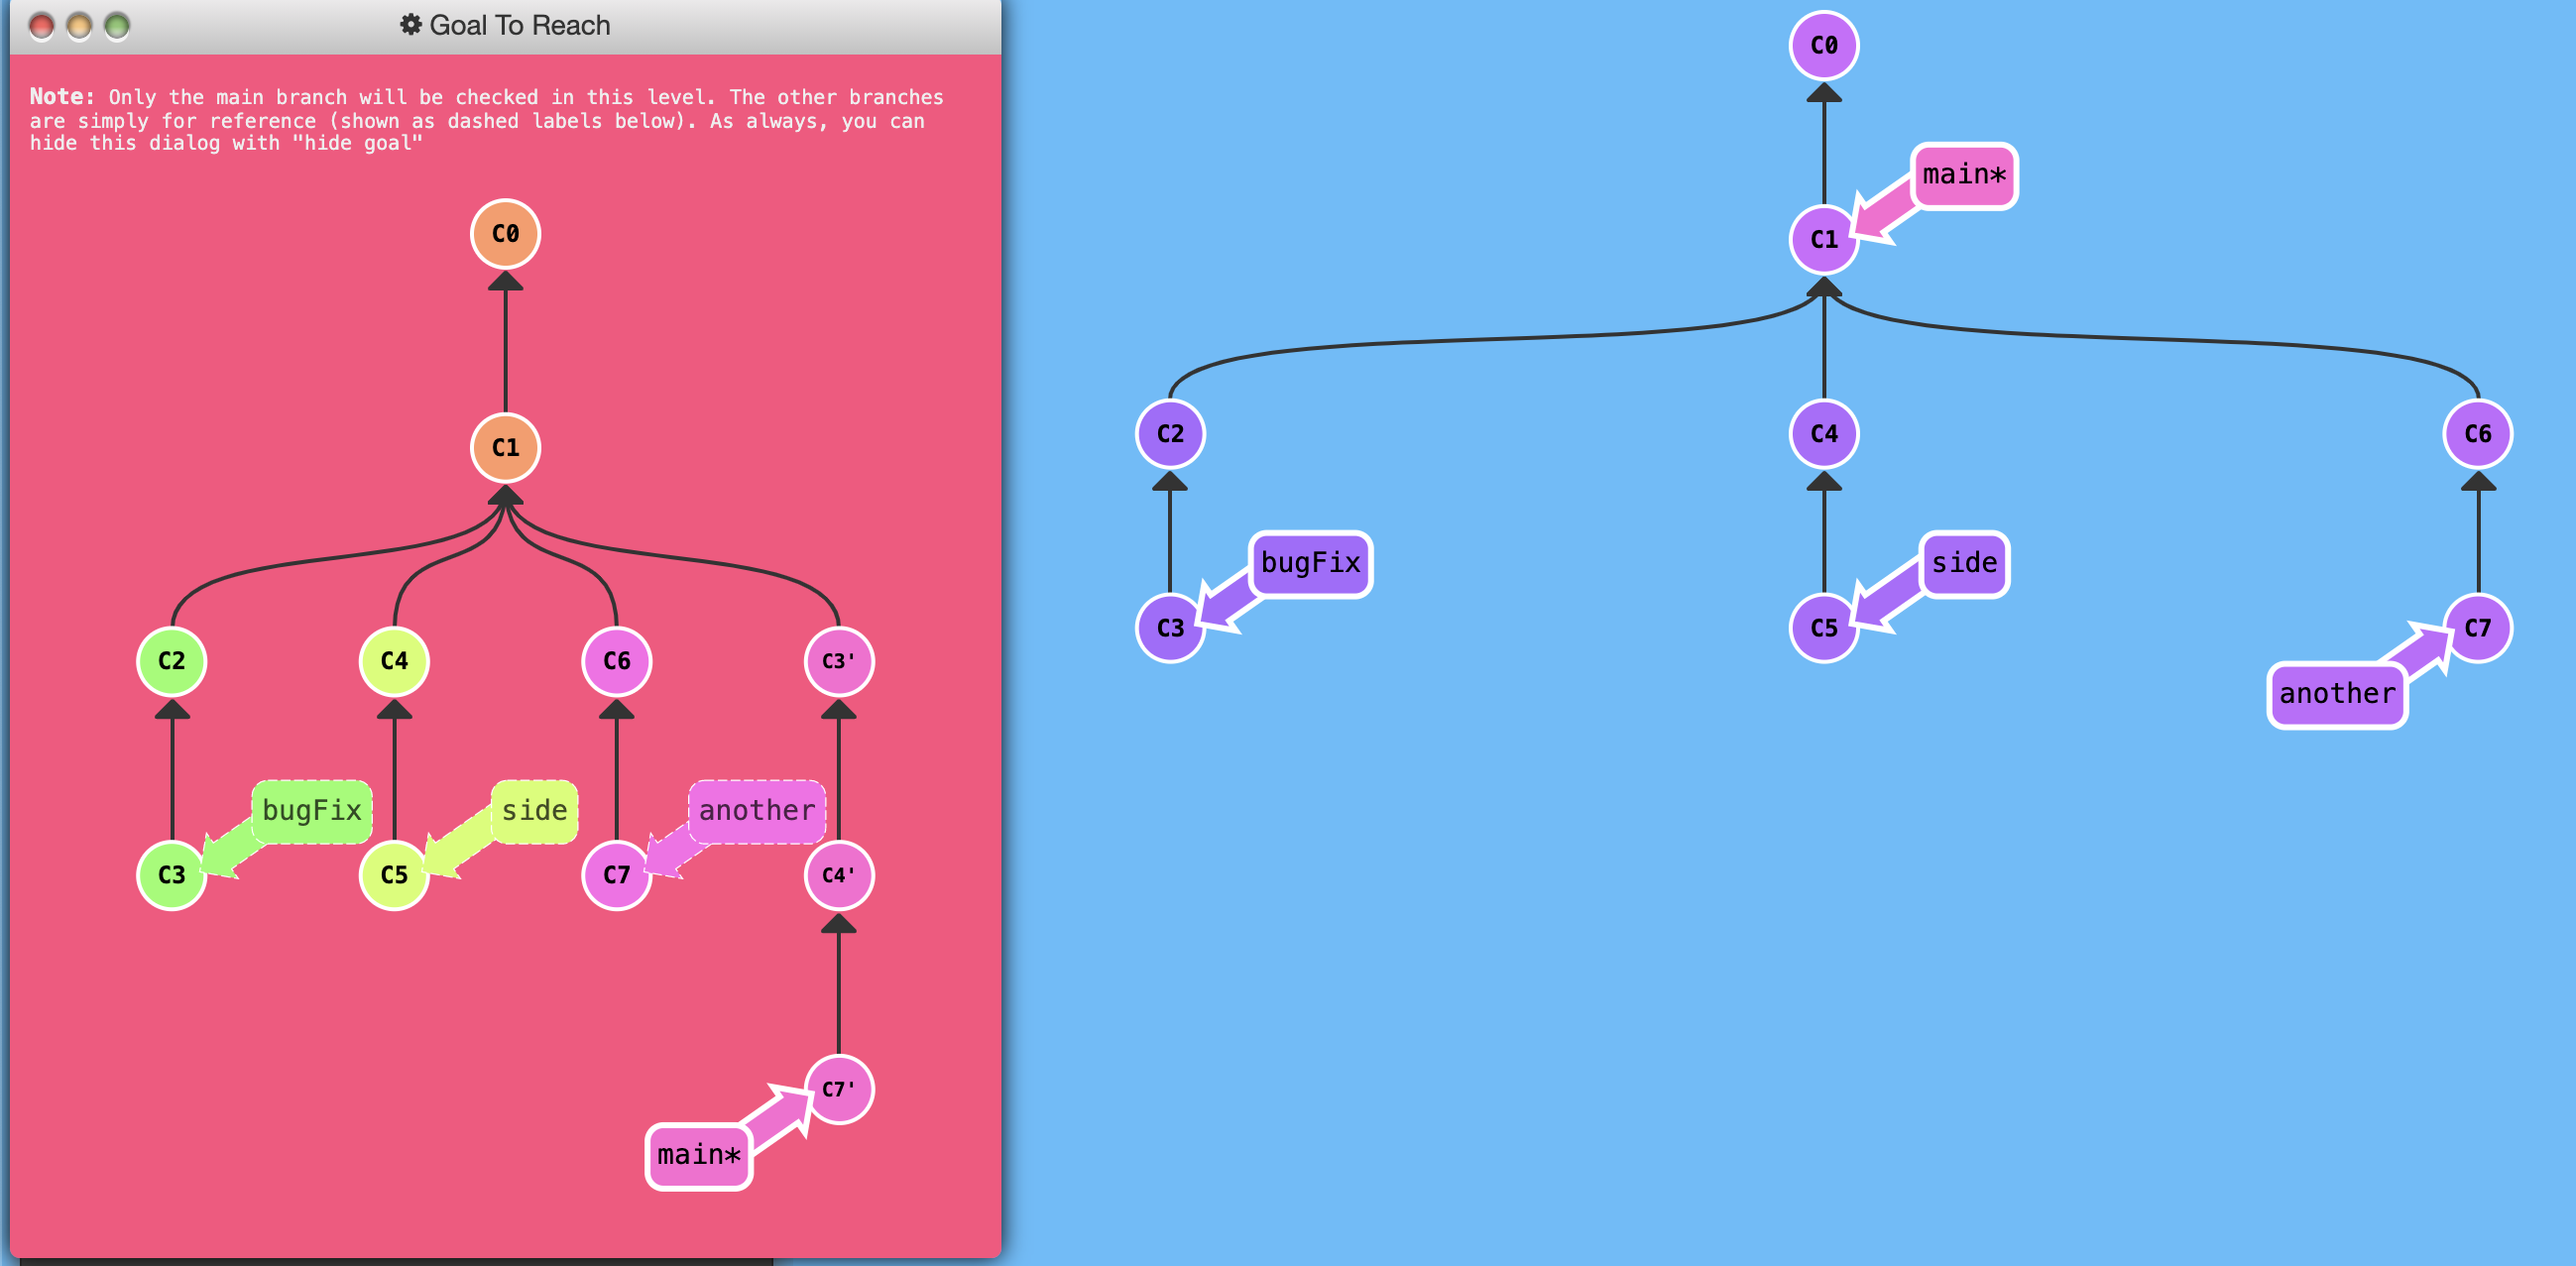 Goal To Reach
Note: Only the main branch will be checked in this level. The other branches
are simply for reference (shown as dashed labels below). As always, you can
hide this dialog with "hide goal"
C0
C1
C2
C4
C6
C3'
bugFix
side
another
C3
C5
C7
C4'
C7'
main*
C0
main*
C1
C2
C4
C6
bugFix
side
C3
C5
C7
another